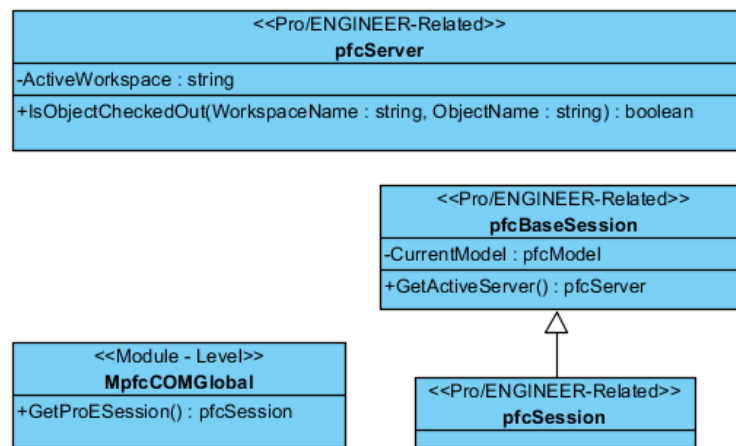 <<Pro/ENGINEER-Related>>
pfcServer
-ActiveWorkspace : string
+IsObjectCheckedOut(WorkspaceName : string, ObjectName : string) : boolean
<<Pro/ENGINEER-Related>>
pfcBaseSession
-CurrentModel : pfcModel
+GetActiveServer() : pfcServer
<<Module - Level>>
MpfcCOMGlobal
+GetProESession() : pfcSession
<<Pro/ENGINEER-Related>>
pfcSession